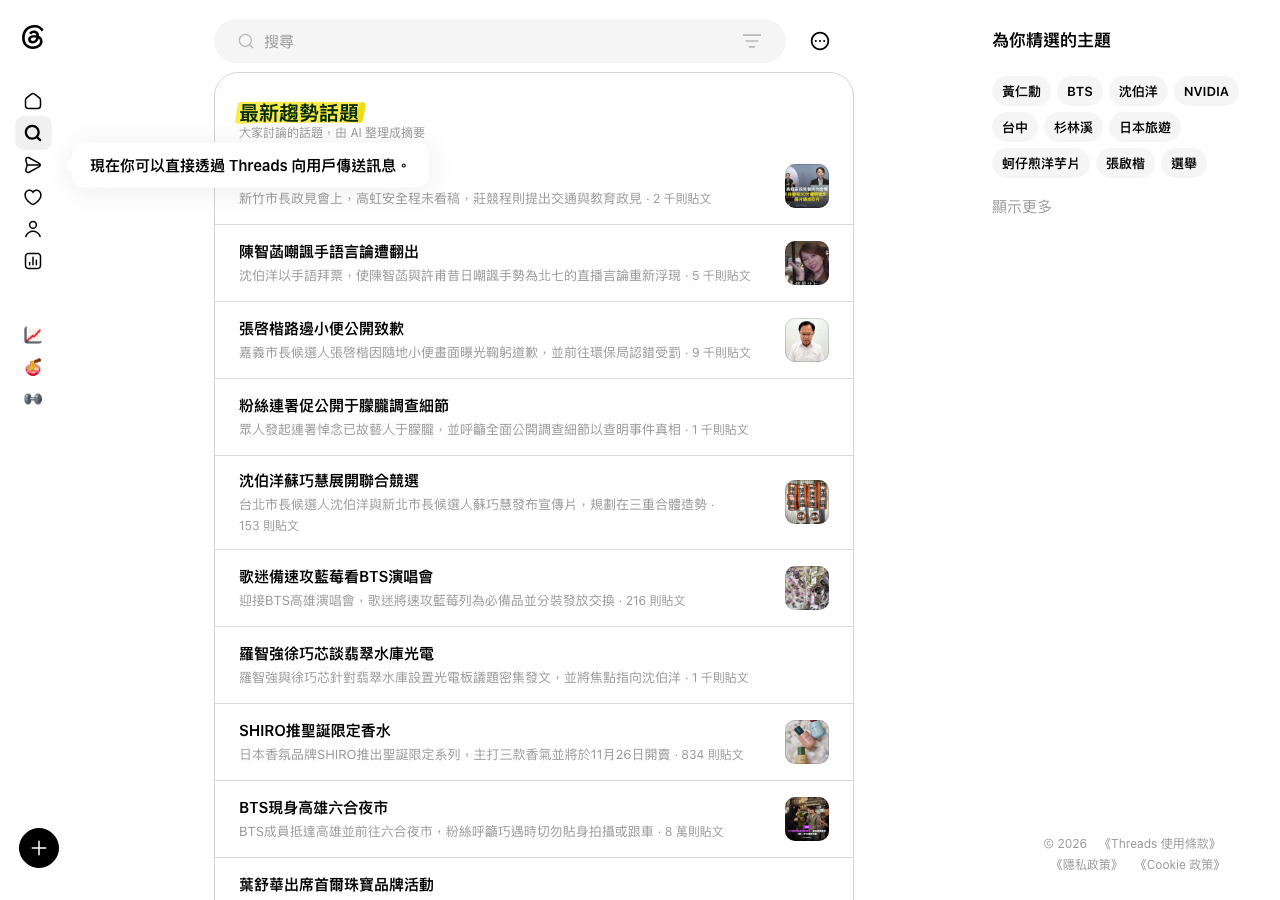 搜尋
最新趨勢話題
大家討論的話題，由 AI 整理成摘要
現在你可以直接透過 Threads 向用戶傳送訊息。
新竹市長政見會上，高虹安全程未看稿，莊競程則提出交通與教育政見 · 2 千則貼文
陳智菡嘲諷手語言論遭翻出
沈伯洋以手語拜票，使陳智菡與許甫昔日嘲諷手勢為北七的直播言論重新浮現 · 5 千則貼文
張啓楷路邊小便公開致歉
嘉義市長候選人張啓楷因隨地小便畫面曝光鞠躬道歉，並前往環保局認錯受罰 · 9 千則貼文
粉絲連署促公開于朦朧調查細節
眾人發起連署悼念已故藝人于朦朧，並呼籲全面公開調查細節以查明事件真相 · 1 千則貼文
沈伯洋蘇巧慧展開聯合競選
台北市長候選人沈伯洋與新北市長候選人蘇巧慧發布宣傳片，規劃在三重合體造勢 ·
153 則貼文
歌迷備速攻藍莓看BTS演唱會
迎接BTS高雄演唱會，歌迷將速攻藍莓列為必備品並分裝發放交換 · 216 則貼文
羅智強徐巧芯談翡翠水庫光電
羅智強與徐巧芯針對翡翠水庫設置光電板議題密集發文，並將焦點指向沈伯洋 · 1 千則貼文
SHIRO推聖誕限定香水
日本香氛品牌SHIRO推出聖誕限定系列，主打三款香氣並將於11月26日開賣 · 834 則貼文
BTS現身高雄六合夜市
BTS成員抵達高雄並前往六合夜市，粉絲呼籲巧遇時切勿貼身拍攝或跟車 · 8 萬則貼文
葉舒華出席首爾珠寶品牌活動
為你精選的主題
黃仁勳 BTS 沈伯洋 NVIDIA
台中 杉林溪 日本旅遊
蚵仔煎洋芋片 張啟楷 選舉
顯示更多
© 2026 《Threads 使用條款》
《隱私政策》 《Cookie 政策》